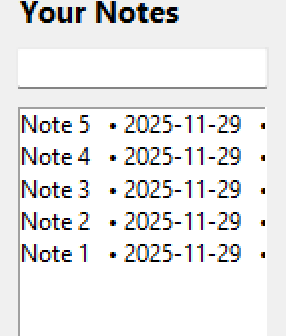 Your Notes
Note 5 • 2025-11-29 •
Note 4 • 2025-11-29 •
Note 3 • 2025-11-29 •
Note 2 • 2025-11-29 •
Note 1 • 2025-11-29 •